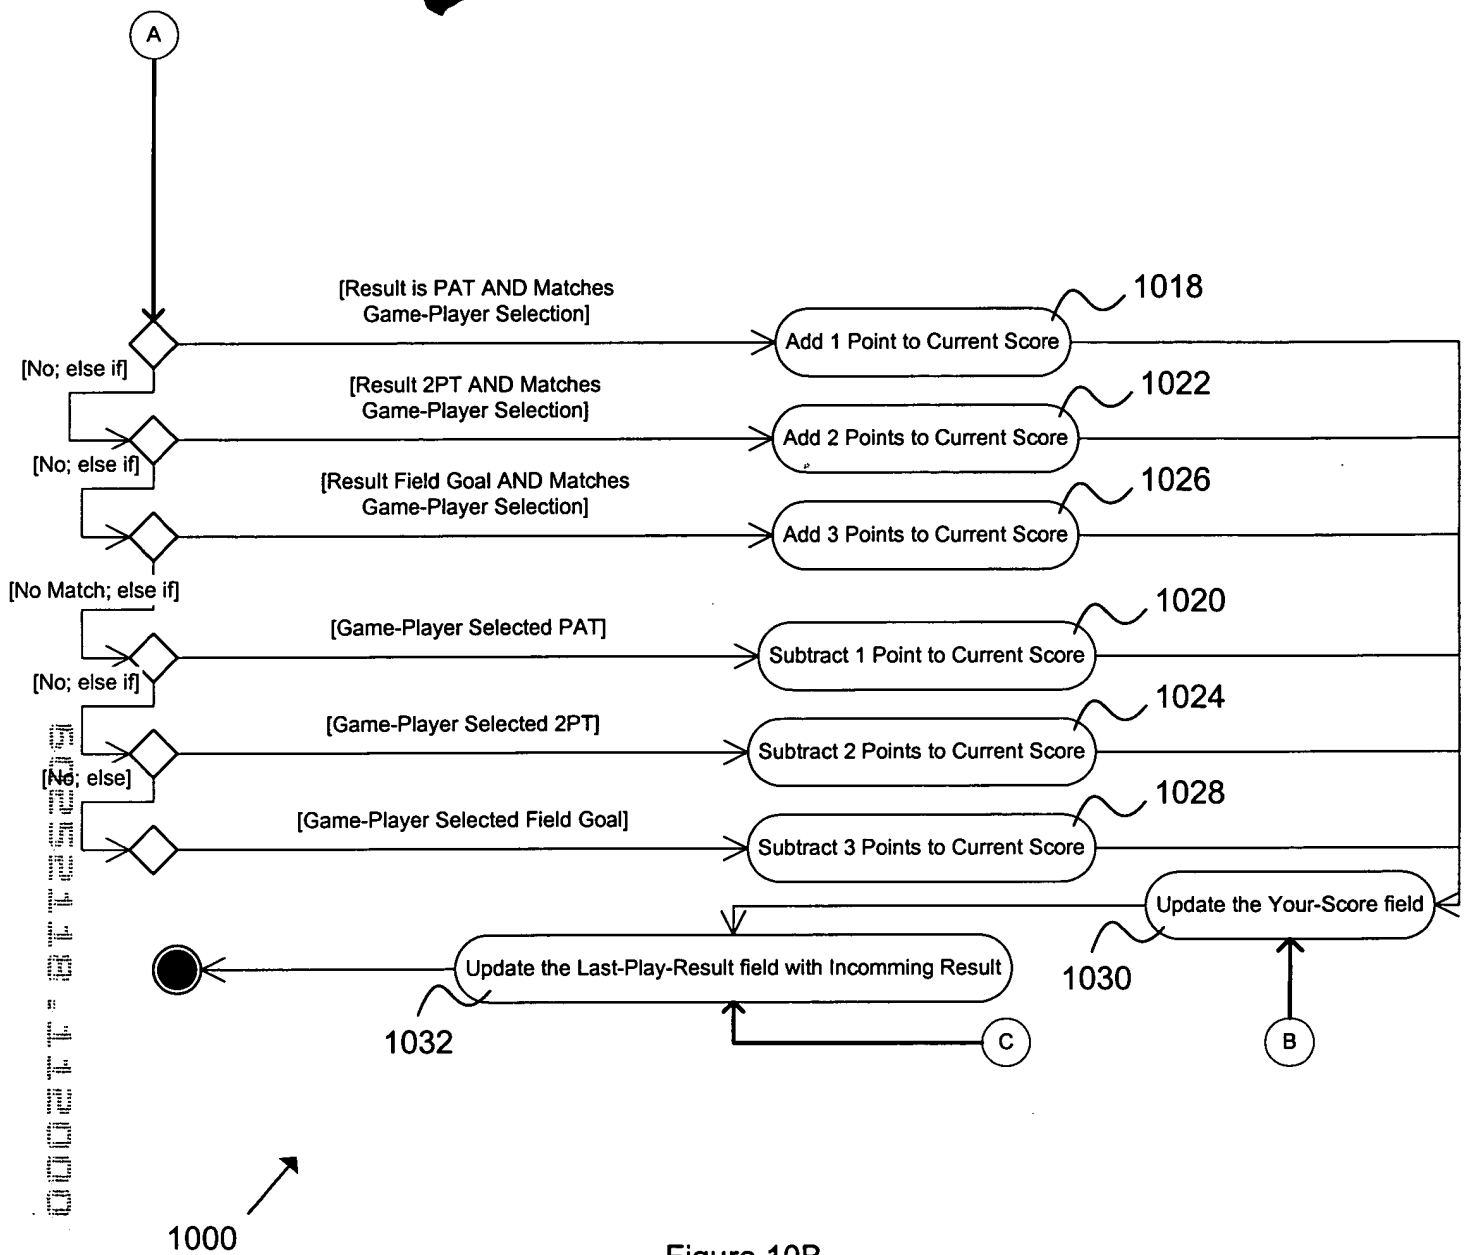 A
[Result is PAT AND Matches
Game-Player Selection]
1018
Add 1 Point to Current Score
[No; else if]
[Result 2PT AND Matches
Game-Player Selection]
1022
Add 2 Points to Current Score
[No; else if]
[Result Field Goal AND Matches
Game-Player Selection]
1026
Add 3 Points to Current Score
[No Match; else if]
[Game-Player Selected PAT]
1020
Subtract 1 Point to Current Score
[No; else if]
[Game-Player Selected 2PT]
1024
Subtract 2 Points to Current Score
[No; else]
[Game-Player Selected Field Goal]
1028
Subtract 3 Points to Current Score
Update the Your-Score field
1030
Update the Last-Play-Result field with Incomming Result
1032
C
B
1000
Figure 10B